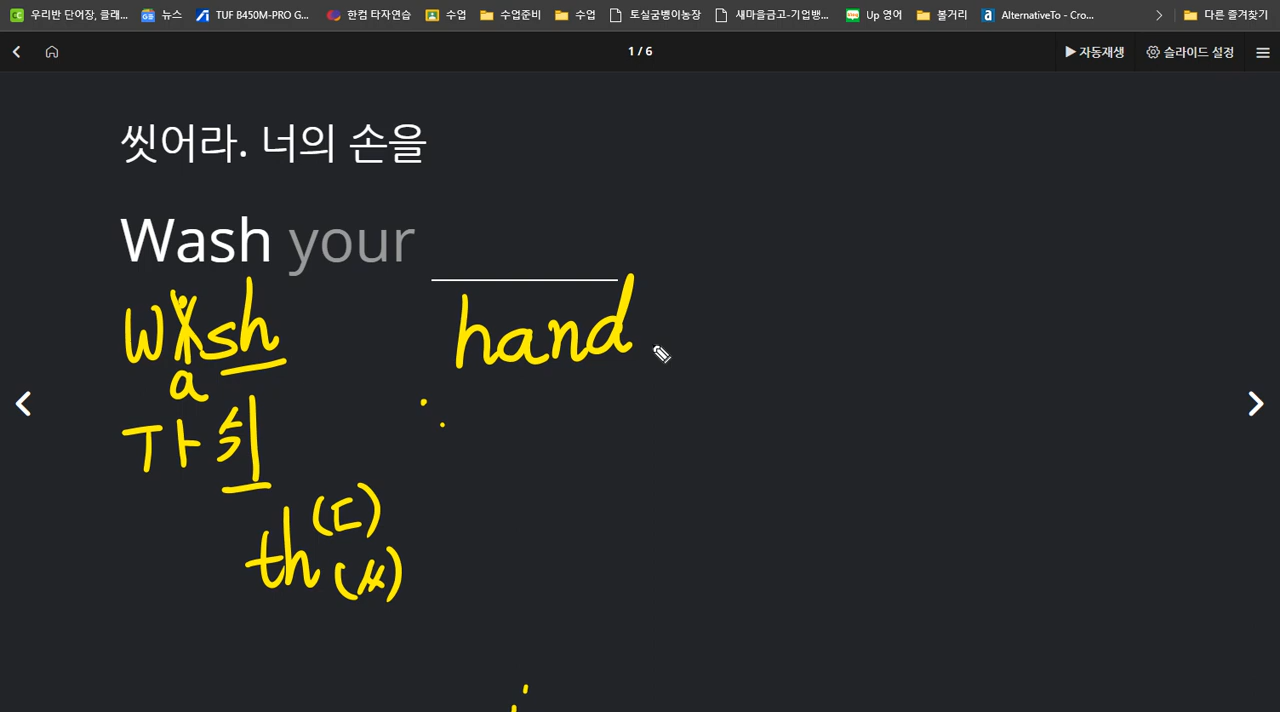 우리반 단어장, 클래... 뉴스 TUF B450M-PRO G... 한컴 타자연습 수업 수업준비 수업 토실굼벵이농장 새마을금고-기업뱅... Up 영어 볼거리 AlternativeTo - Cro... 다른 즐겨찾기
1 / 6 자동재생 슬라이드 설정
씻어라. 너의 손을
Wash your
wash hand
a
th (ㄷ)
(ㅆ)